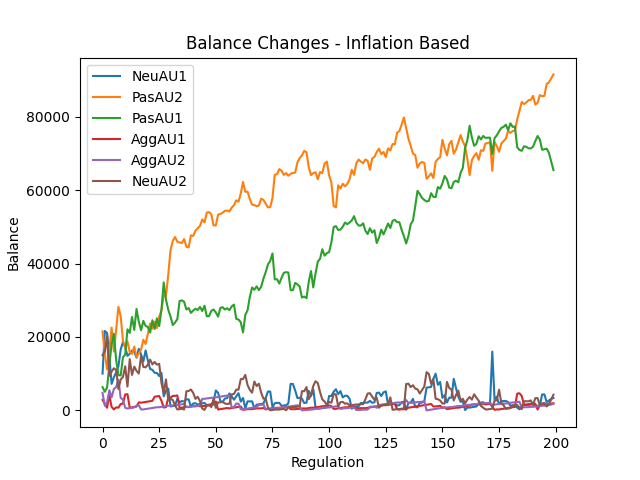 Balance Changes - Inflation Based
NeuAU1
PasAU2
PasAU1
AggAU1
AggAU2
NeuAU2
Balance
80000
60000
40000
20000
0
0 25 50 75 100 125 150 175 200
Regulation